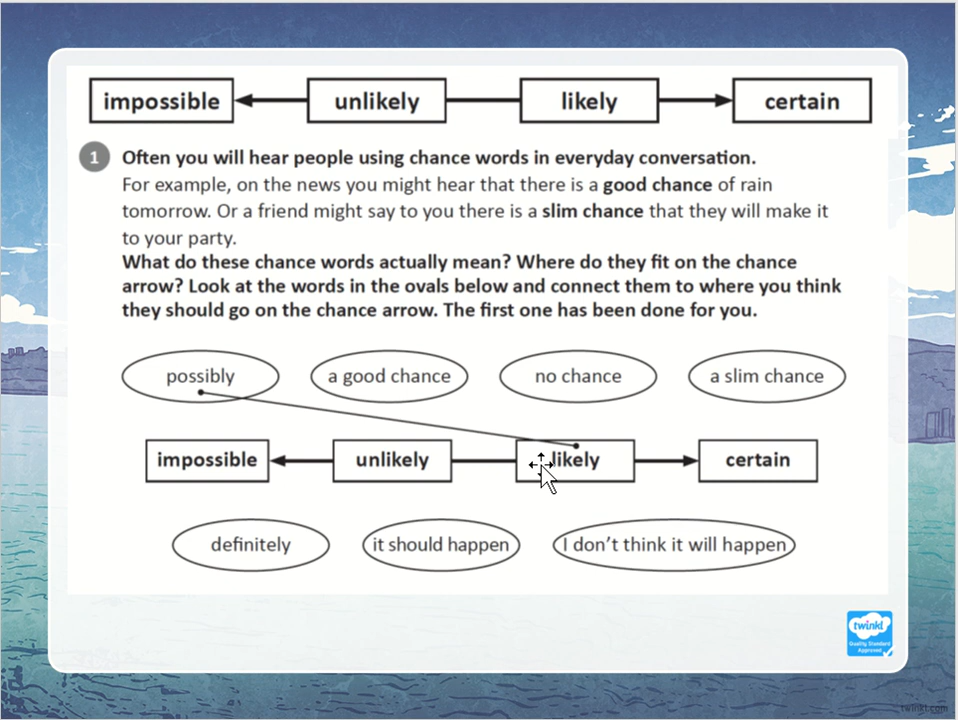 impossible unlikely likely certain
1 Often you will hear people using chance words in everyday conversation.
For example, on the news you might hear that there is a good chance of rain
tomorrow. Or a friend might say to you there is a slim chance that they will make it
to your party.
What do these chance words actually mean? Where do they fit on the chance
arrow? Look at the words in the ovals below and connect them to where you think
they should go on the chance arrow. The first one has been done for you.
possibly a good chance no chance a slim chance
impossible unlikely likely certain
definitely it should happen I don't think it will happen
twinkl
Quality Standard
Approved
twinkl.com